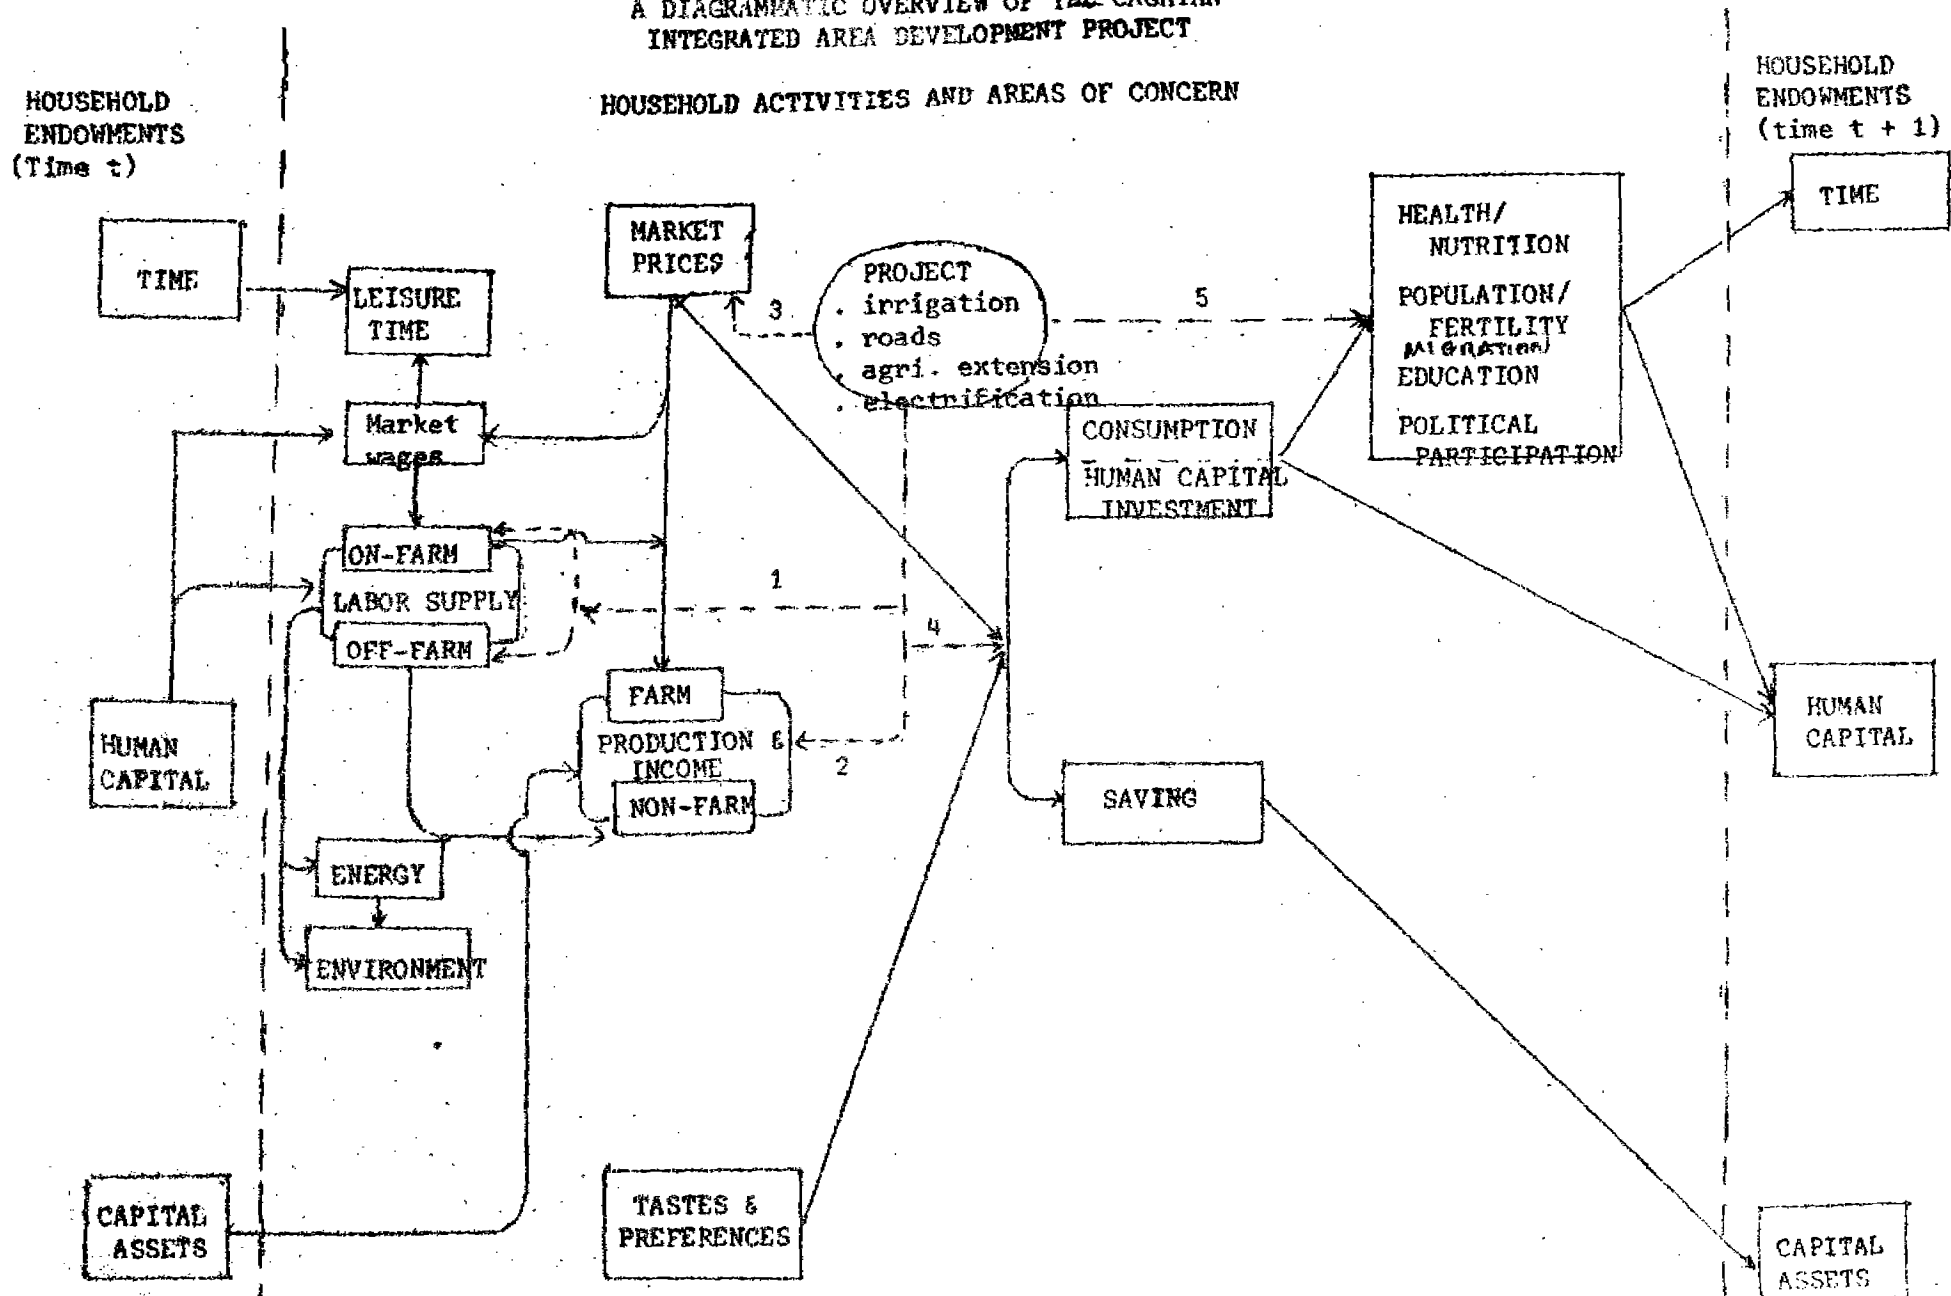 A DIAGRAMMATIC OVERVIEW OF THE CAGAYAN
INTEGRATED AREA DEVELOPMENT PROJECT
HOUSEHOLD ACTIVITIES AND AREAS OF CONCERN
HOUSEHOLD
ENDOWMENTS
(Time t)
HOUSEHOLD
ENDOWMENTS
(time t + 1)
TIME
LEISURE
TIME
Market
wages
ON-FARM
LABOR SUPPLY
OFF-FARM
HUMAN
CAPITAL
ENERGY
ENVIRONMENT
CAPITAL
ASSETS
MARKET
PRICES
3
PROJECT
. irrigation
. roads
. agri. extension
. electrification
5
1
4
2
FARM
PRODUCTION &
INCOME
NON-FARM
TASTES &
PREFERENCES
CONSUMPTION
HUMAN CAPITAL
INVESTMENT
SAVING
HEALTH/
NUTRITION
POPULATION/
FERTILITY
MIGRATION
EDUCATION
POLITICAL
PARTICIPATION
TIME
HUMAN
CAPITAL
CAPITAL
ASSETS